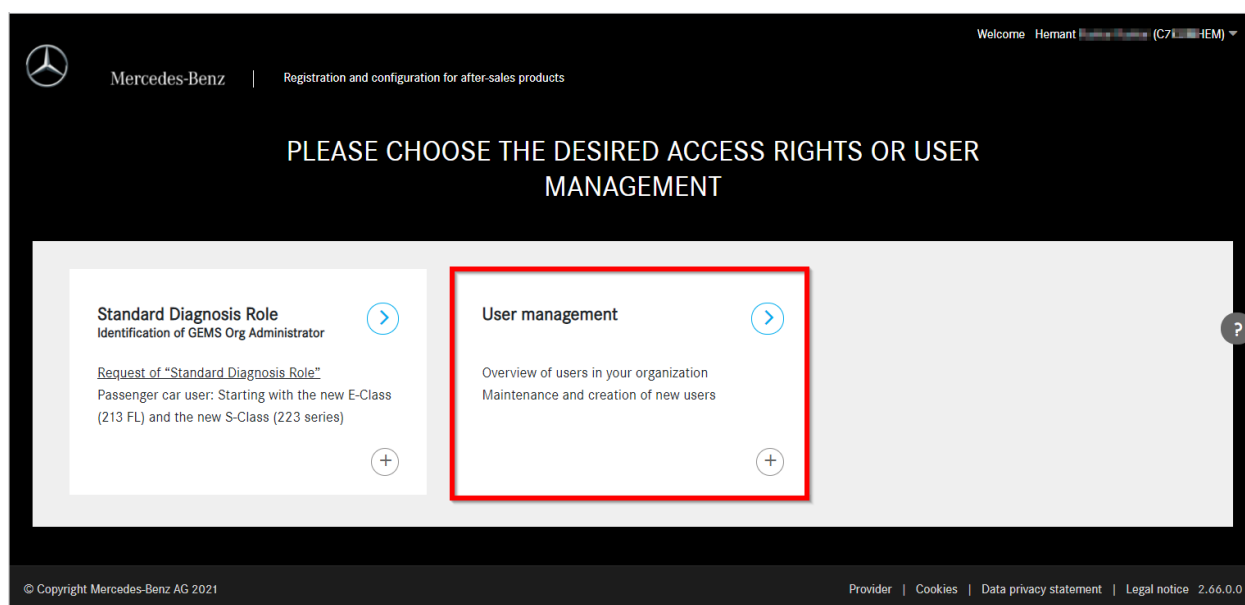 Welcome Hemant (C7 HEM)
Mercedes-Benz
Registration and configuration for after-sales products
PLEASE CHOOSE THE DESIRED ACCESS RIGHTS OR USER
MANAGEMENT
Standard Diagnosis Role
Identification of GEMS Org Administrator
Request of “Standard Diagnosis Role”
Passenger car user: Starting with the new E-Class
(213 FL) and the new S-Class (223 series)
User management
Overview of users in your organization
Maintenance and creation of new users
?
© Copyright Mercedes-Benz AG 2021
Provider | Cookies | Data privacy statement | Legal notice 2.66.0.0